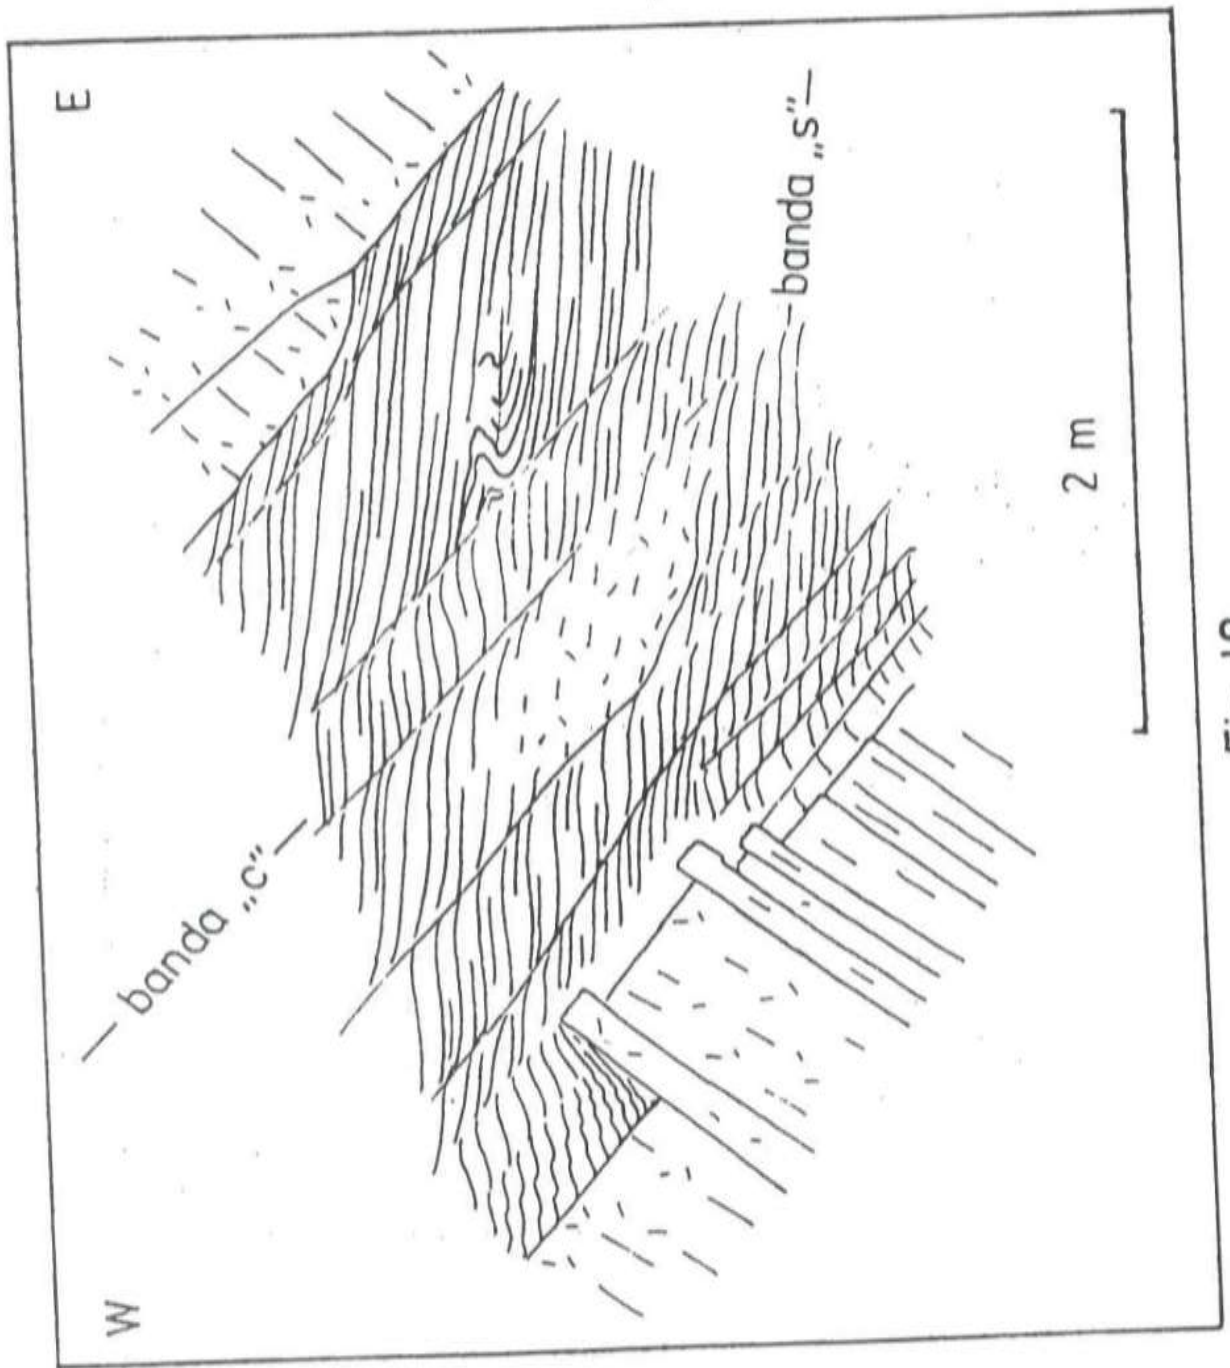 W
E
— banda „c" —
— banda „s" —
2 m